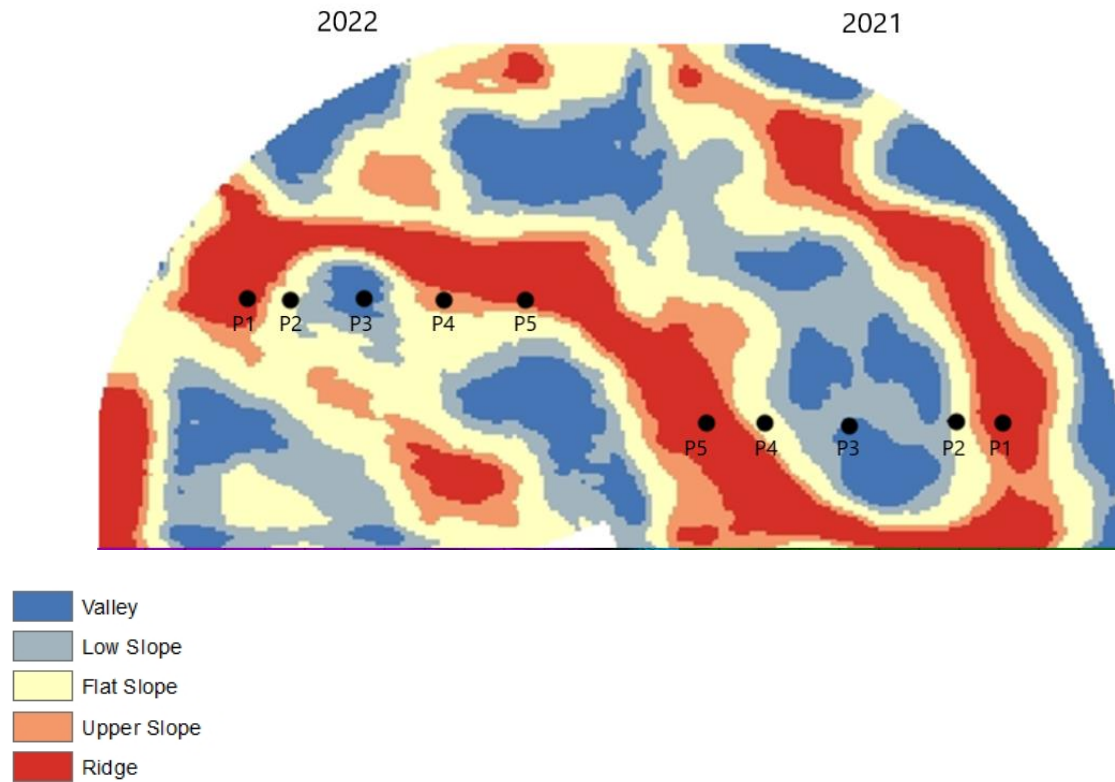 2022 2021
P1 P2 P3 P4 P5
P5 P4 P3 P2 P1
Valley
Low Slope
Flat Slope
Upper Slope
Ridge